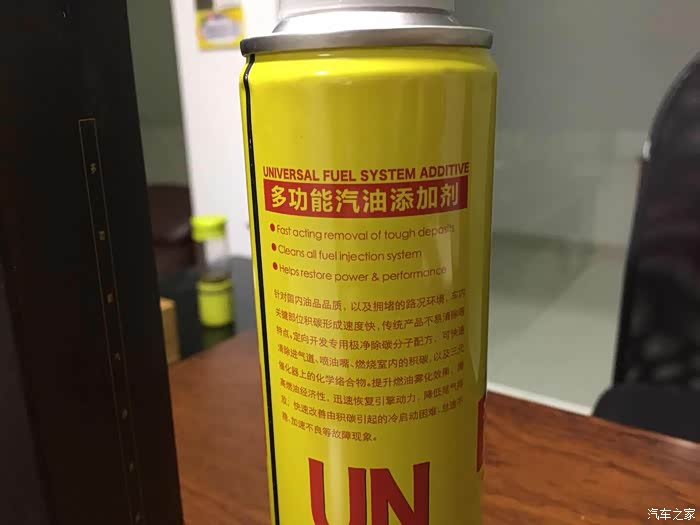 UNIVERSAL FUEL SYSTEM ADDITIVE
多功能汽油添加剂
Fast acting removal of tough deposits
Cleans all fuel injection system
Helps restore power & performance
针对国内油品品质，以及拥堵的路况环境，车内
关键部位积碳形成速度快，传统产品不易清除等
特点。定向开发专用极净除碳分子配方，可快速
清除进气道、喷油嘴、燃烧室内的积碳，以及三元
催化器上的化学络合物。提升燃油雾化效果，提
高燃油经济性，迅速恢复引擎动力，降低尾气排
放；快速改善由积碳引起的冷启动困难、怠速不
稳、加速不良等故障现象。
UN
汽车之家